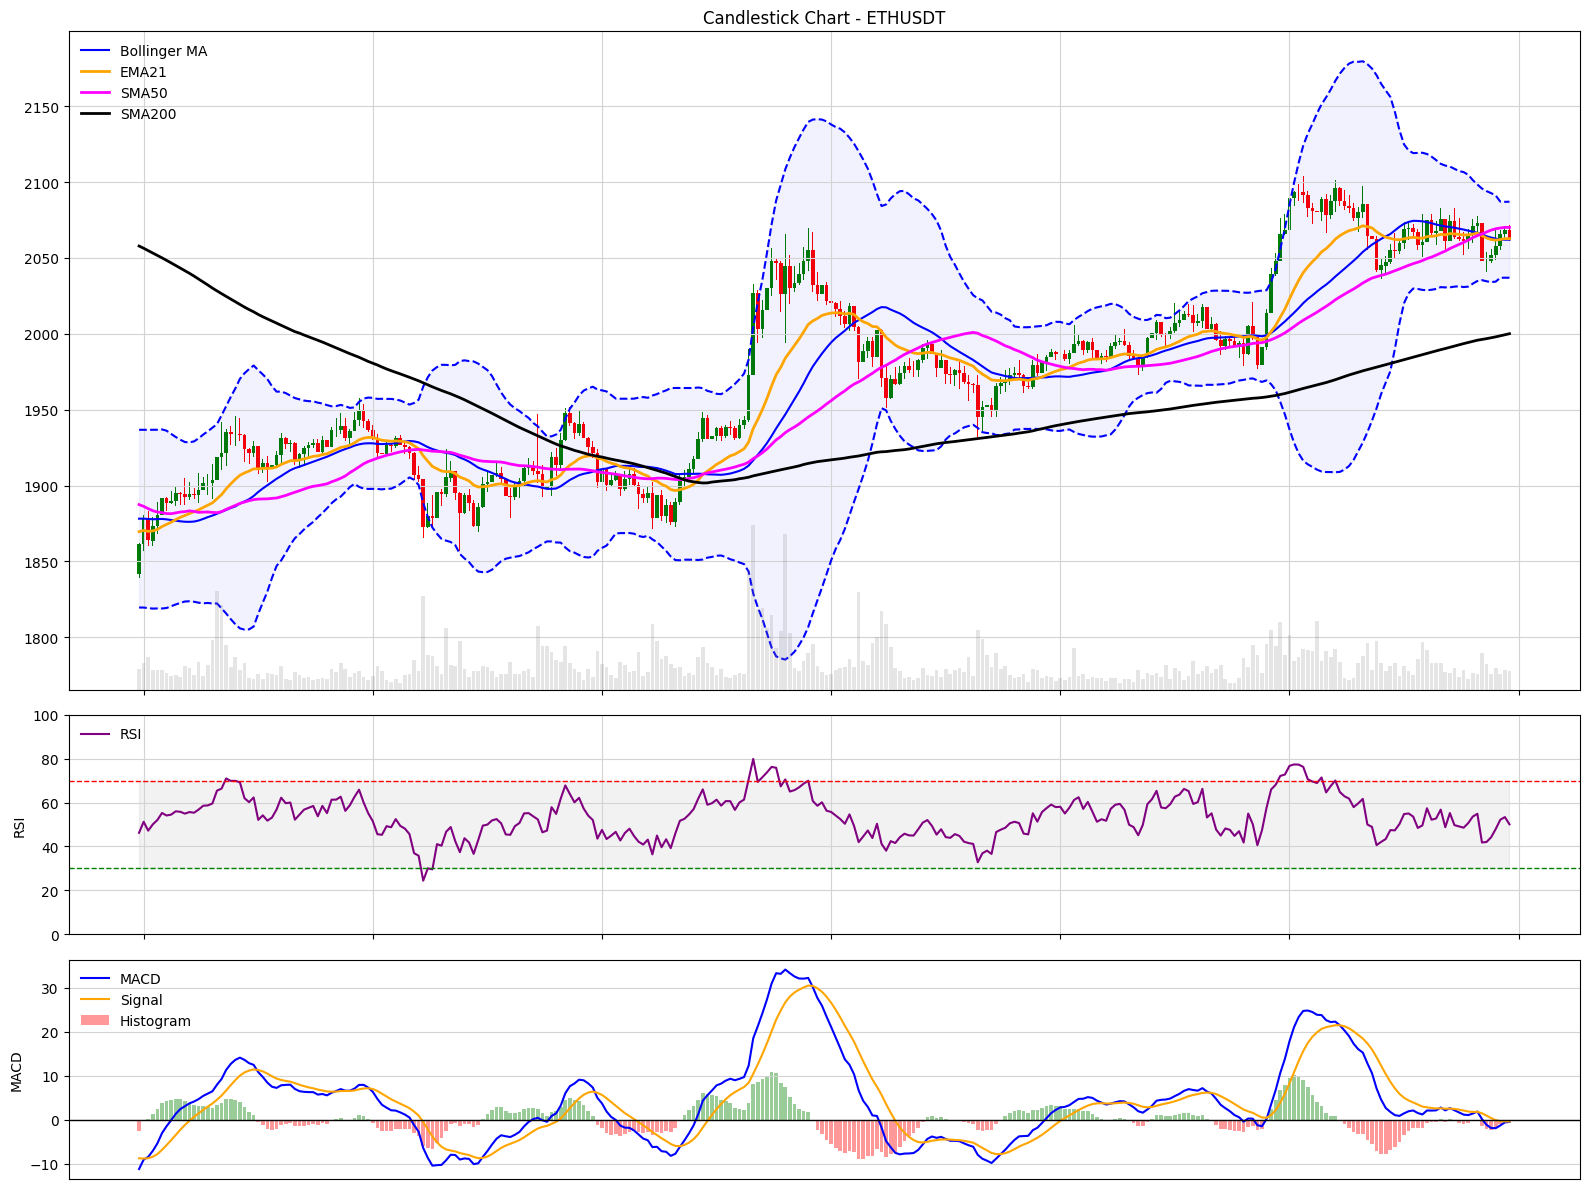 Candlestick Chart - ETHUSDT
Bollinger MA
EMA21
SMA50
SMA200
2150
2100
2050
2000
1950
1900
1850
1800
RSI
100
80
60
40
20
0
RSI
MACD
Signal
Histogram
30
20
10
0
−10
MACD